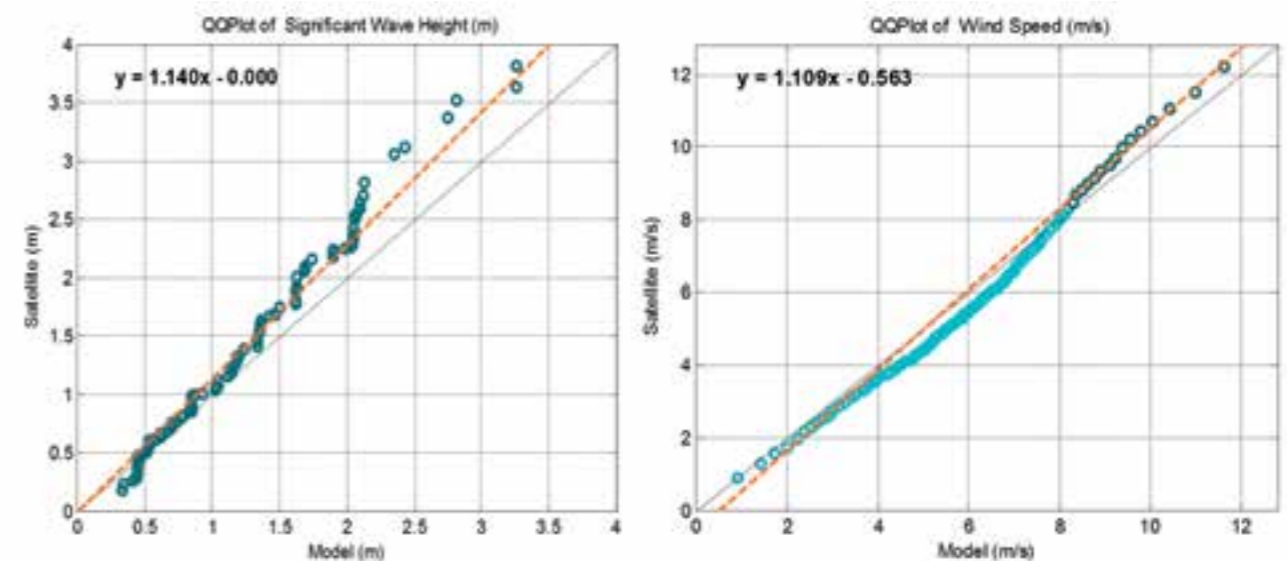 QQPlot of Significant Wave Height (m)
y = 1.140x - 0.000
4
3.5
3
2.5
2
1.5
1
0.5
0
0 0.5 1 1.5 2 2.5 3 3.5 4
Satellite (m)
Model (m)
QQPlot of Wind Speed (m/s)
y = 1.109x - 0.563
12
10
8
6
4
2
0
0 2 4 6 8 10 12
Satellite (m/s)
Model (m/s)